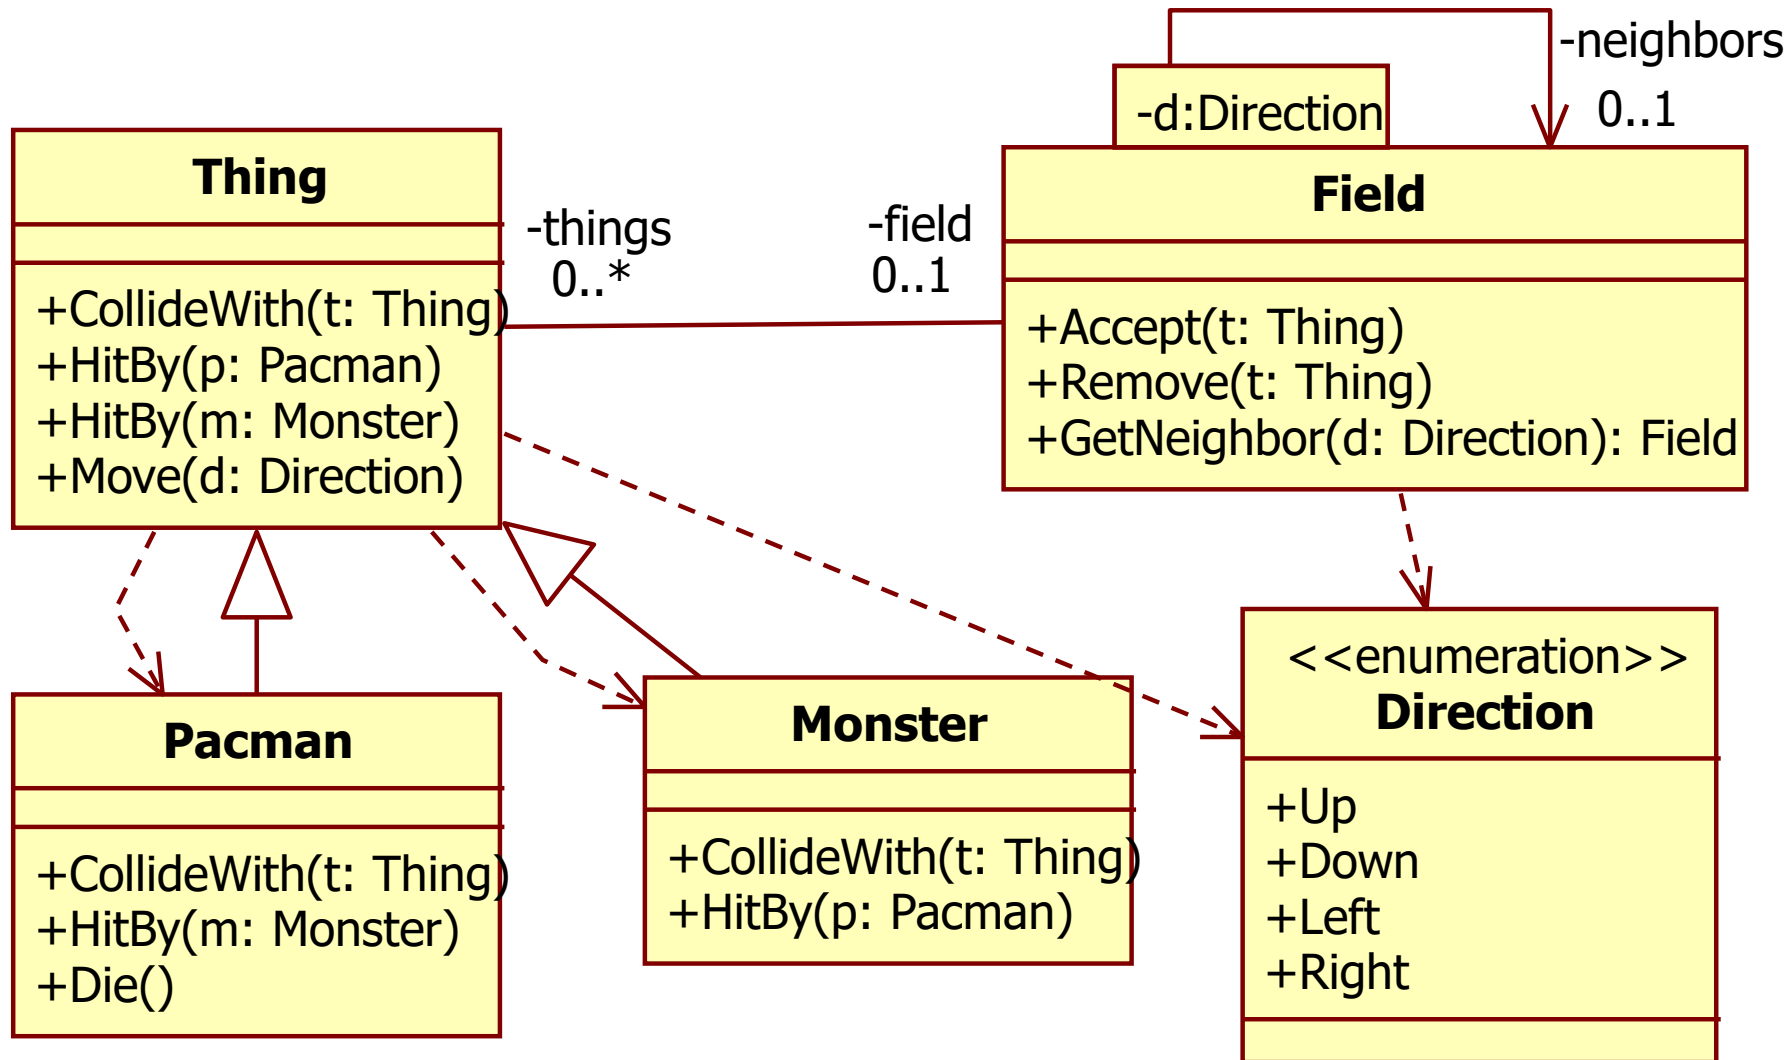 -neighbors
0..1
-d:Direction
Thing
+CollideWith(t: Thing)
+HitBy(p: Pacman)
+HitBy(m: Monster)
+Move(d: Direction)
-things
0..*
-field
0..1
Field
+Accept(t: Thing)
+Remove(t: Thing)
+GetNeighbor(d: Direction): Field
Pacman
+CollideWith(t: Thing)
+HitBy(m: Monster)
+Die()
Monster
+CollideWith(t: Thing)
+HitBy(p: Pacman)
<<enumeration>>
Direction
+Up
+Down
+Left
+Right